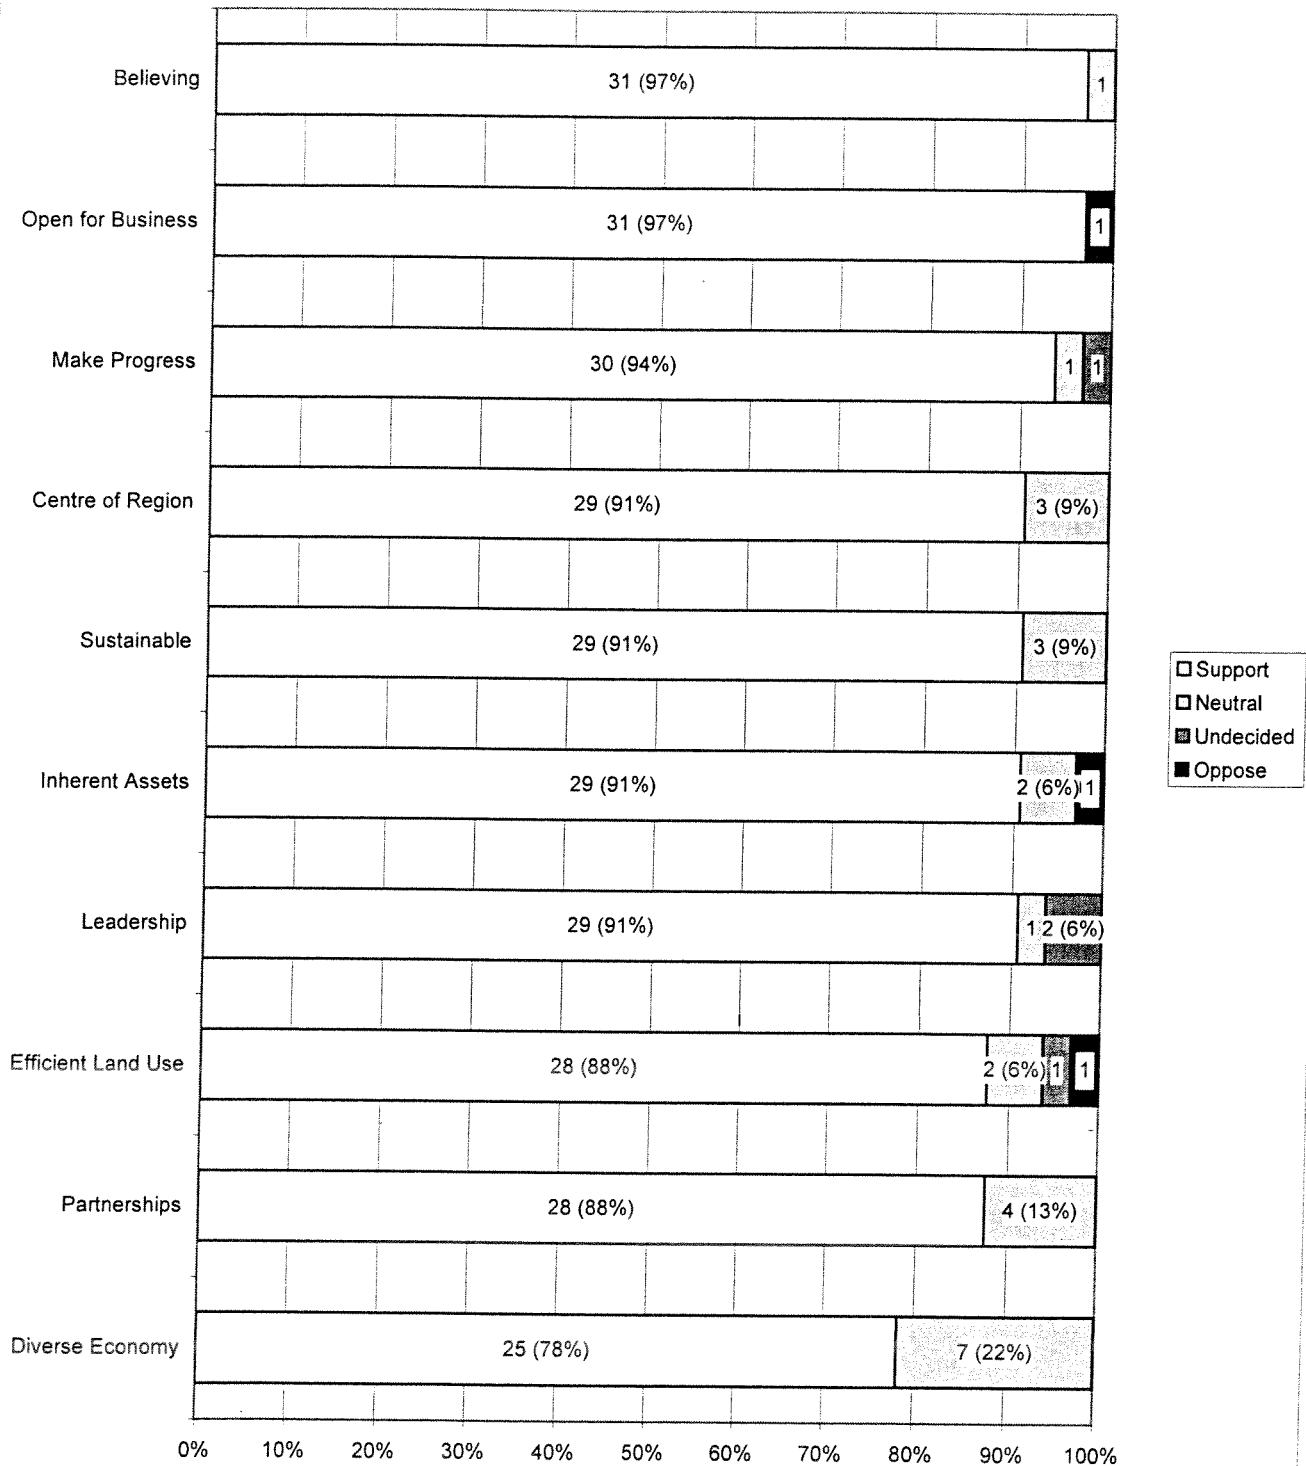 Believing
31 (97%)
1
Open for Business
31 (97%)
1
Make Progress
30 (94%)
1
1
Centre of Region
29 (91%)
3 (9%)
Sustainable
29 (91%)
3 (9%)
Inherent Assets
29 (91%)
2 (6%)
1
Leadership
29 (91%)
1
2 (6%)
Efficient Land Use
28 (88%)
2 (6%)
1
1
Partnerships
28 (88%)
4 (13%)
Diverse Economy
25 (78%)
7 (22%)
0% 10% 20% 30% 40% 50% 60% 70% 80% 90% 100%
Support
Neutral
Undecided
Oppose